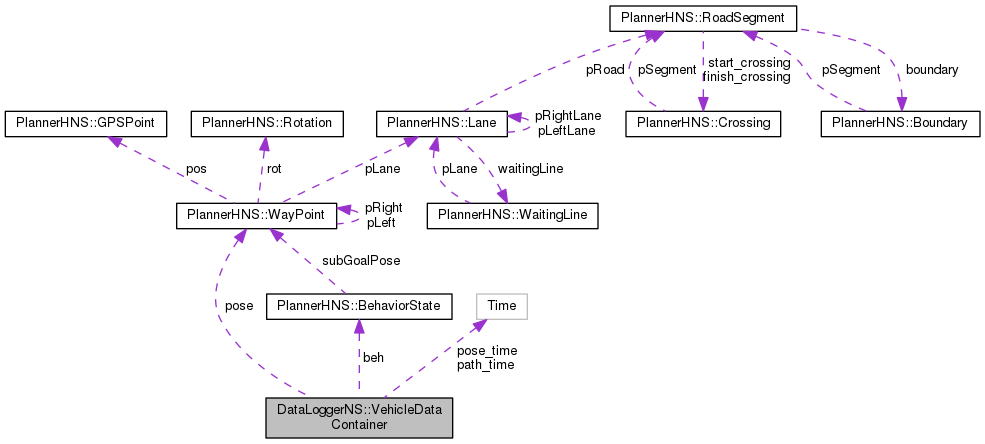 PlannerHNS::RoadSegment
start_crossing
finish_crossing
pRoad
pSegment
pSegment
boundary
PlannerHNS::GPSPoint
PlannerHNS::Rotation
PlannerHNS::Lane
pRightLane
pLeftLane
PlannerHNS::Crossing
PlannerHNS::Boundary
pos
rot
pLane
pLane
waitingLine
PlannerHNS::WayPoint
pRight
pLeft
PlannerHNS::WaitingLine
subGoalPose
pose
PlannerHNS::BehaviorState
Time
beh
pose_time
path_time
DataLoggerNS::VehicleData
Container